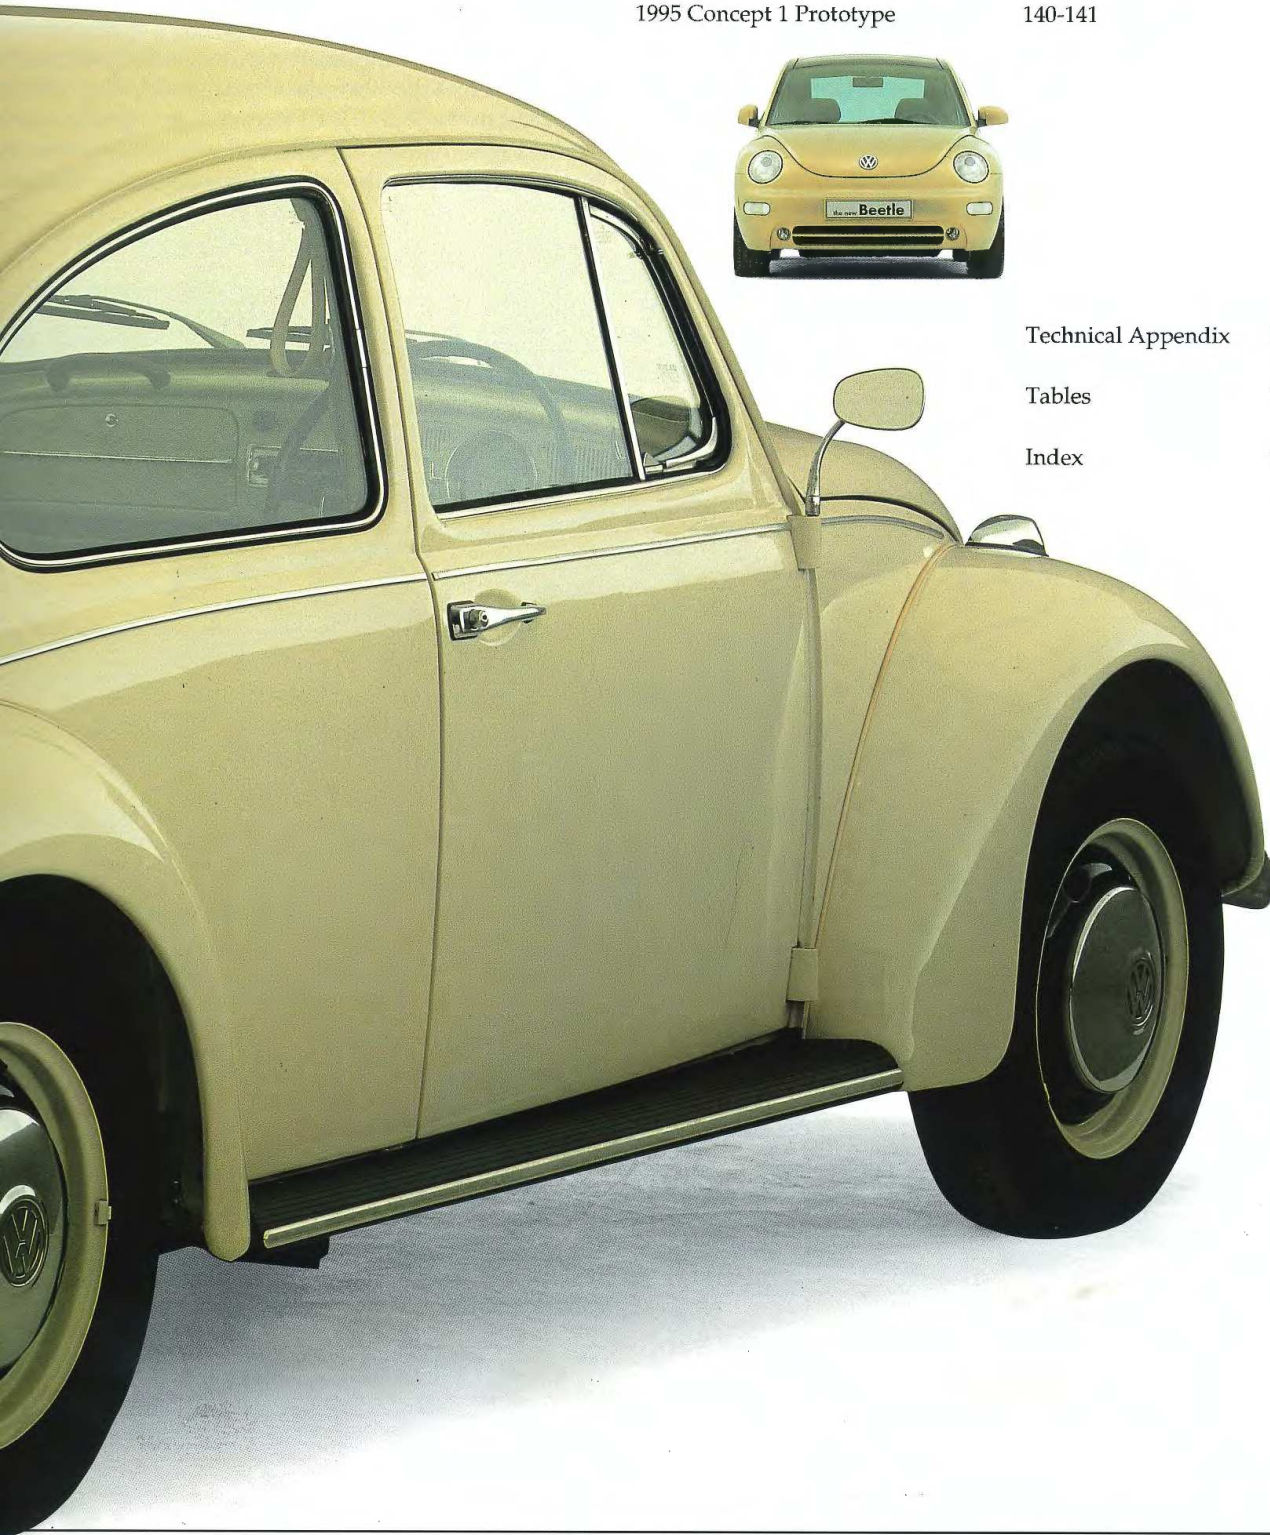 1995 Concept 1 Prototype 140-141
the new Beetle
Technical Appendix
Tables
Index